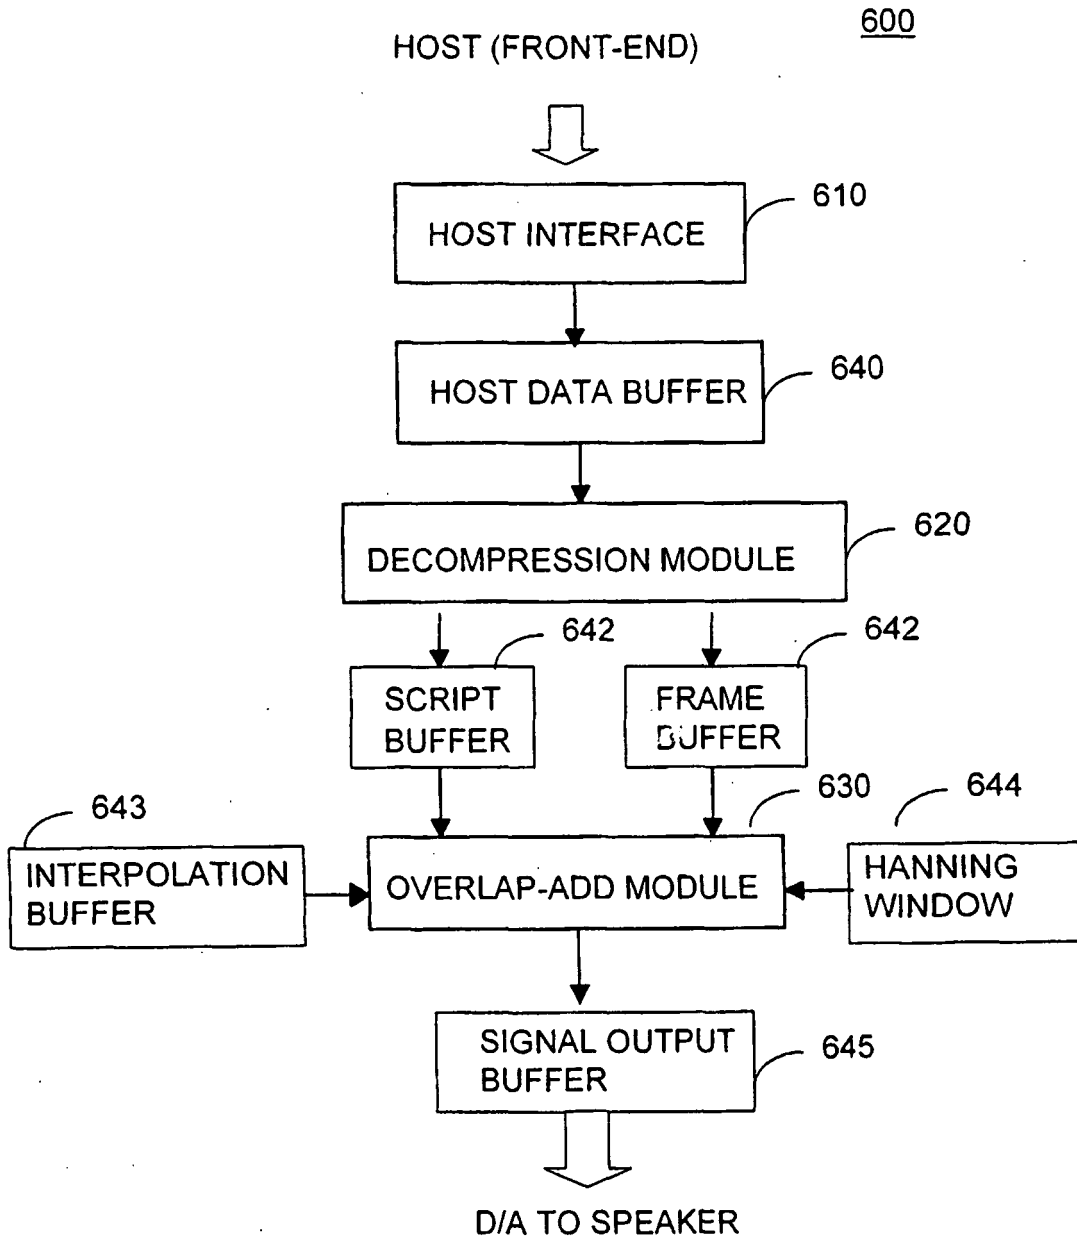 600
HOST (FRONT-END)
610
HOST INTERFACE
640
HOST DATA BUFFER
620
DECOMPRESSION MODULE
642
642
SCRIPT
BUFFER
FRAME
BUFFER
643
630
644
INTERPOLATION
BUFFER
OVERLAP-ADD MODULE
HANNING
WINDOW
SIGNAL OUTPUT
BUFFER
645
D/A TO SPEAKER